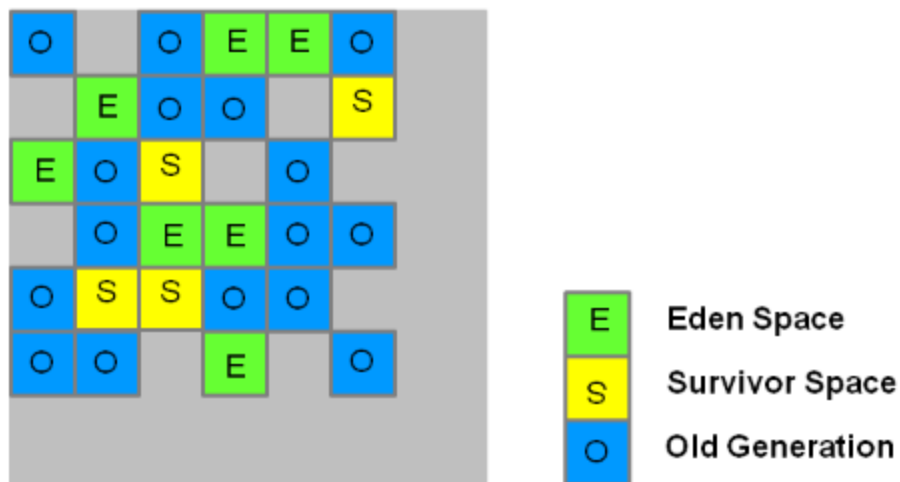 O O E E O
E O O S
E O S O
O E E O O
O S S O O
O O E O
E Eden Space
S Survivor Space
O Old Generation